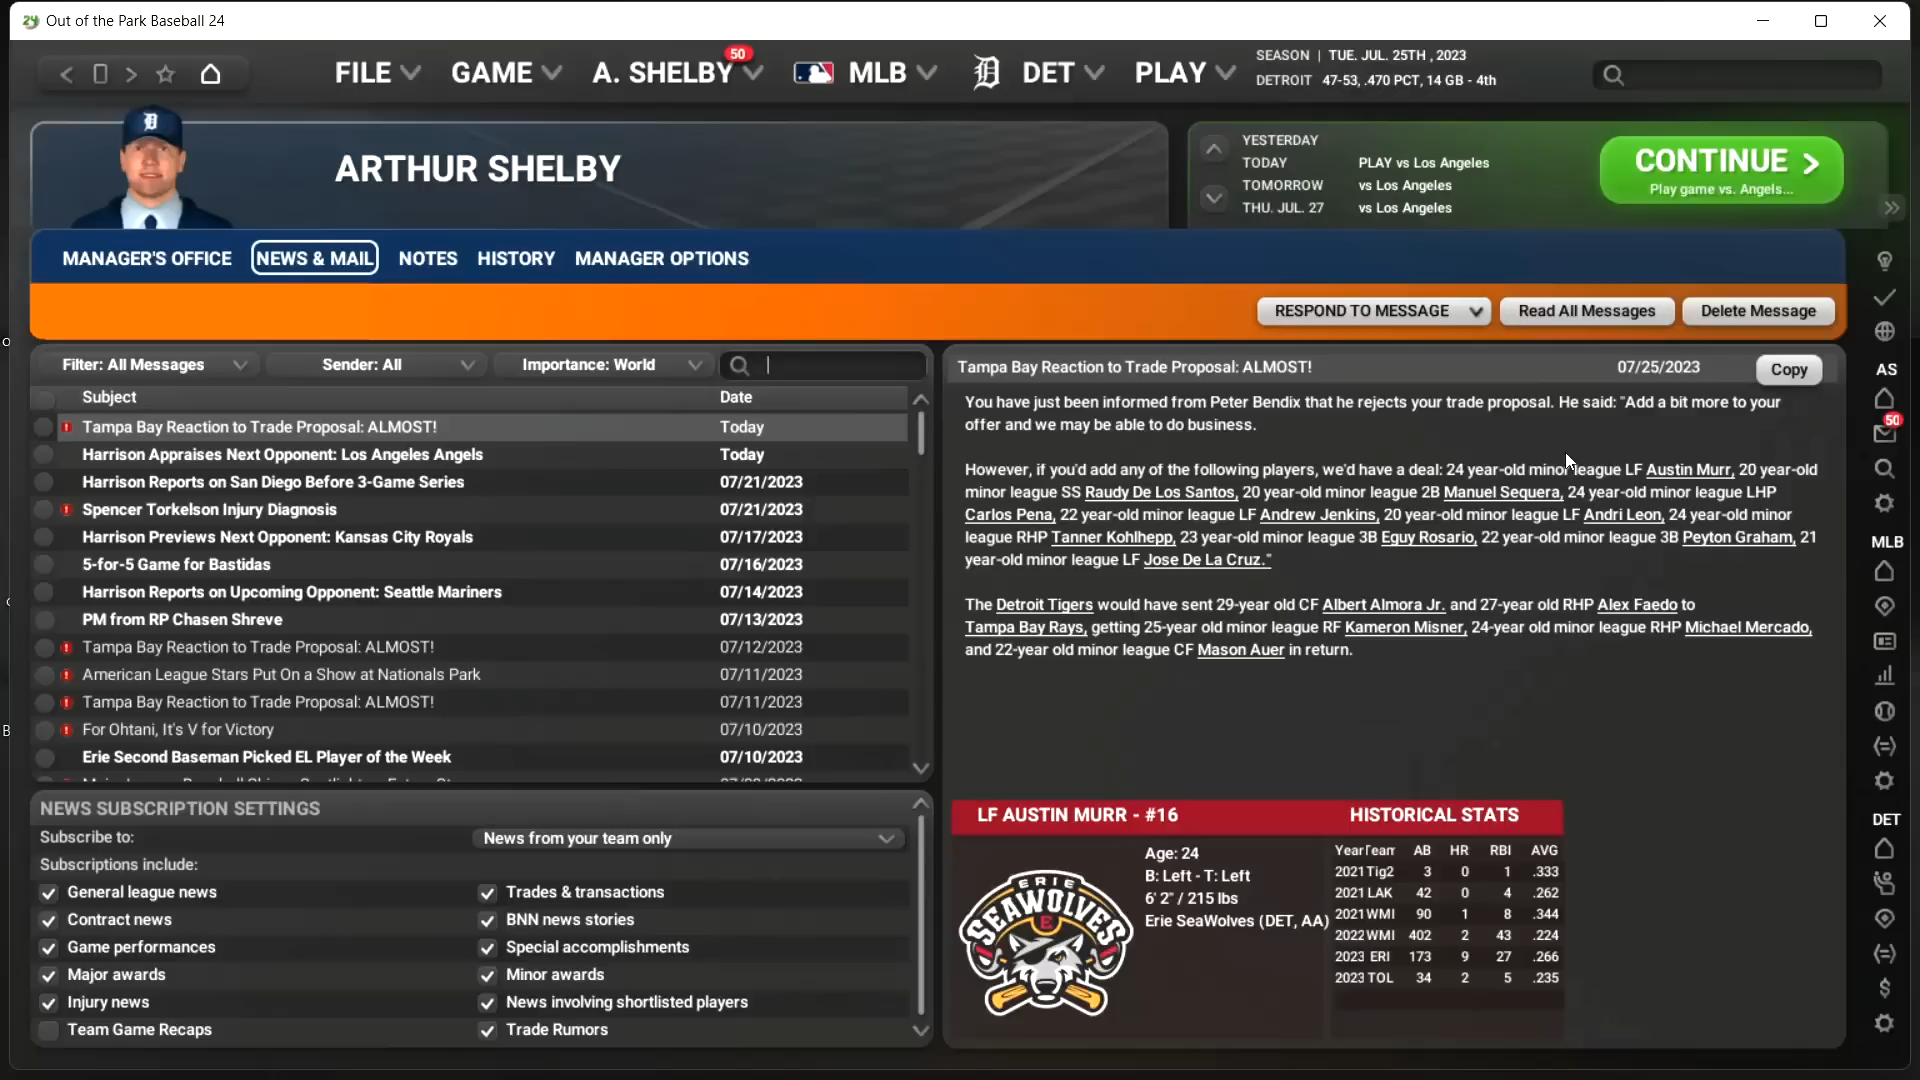 Out of the Park Baseball 24
FILE GAME A. SHELBY 50 MLB DET PLAY
SEASON | TUE. JUL. 25TH , 2023
DETROIT 47-53, .470 PCT, 14 GB - 4th
ARTHUR SHELBY
YESTERDAY
TODAY PLAY vs Los Angeles
TOMORROW vs Los Angeles
THU. JUL. 27 vs Los Angeles
CONTINUE
Play game vs. Angels...
MANAGER'S OFFICE NEWS & MAIL NOTES HISTORY MANAGER OPTIONS
RESPOND TO MESSAGE Read All Messages Delete Message
Filter: All Messages Sender: All Importance: World
Subject Date
Tampa Bay Reaction to Trade Proposal: ALMOST! Today
Harrison Appraises Next Opponent: Los Angeles Angels Today
Harrison Reports on San Diego Before 3-Game Series 07/21/2023
Spencer Torkelson Injury Diagnosis 07/21/2023
Harrison Previews Next Opponent: Kansas City Royals 07/17/2023
5-for-5 Game for Bastidas 07/16/2023
Harrison Reports on Upcoming Opponent: Seattle Mariners 07/14/2023
PM from RP Chasen Shreve 07/13/2023
Tampa Bay Reaction to Trade Proposal: ALMOST! 07/12/2023
American League Stars Put On a Show at Nationals Park 07/11/2023
Tampa Bay Reaction to Trade Proposal: ALMOST! 07/11/2023
For Ohtani, It's V for Victory 07/10/2023
Erie Second Baseman Picked EL Player of the Week 07/10/2023
NEWS SUBSCRIPTION SETTINGS
Subscribe to: News from your team only
Subscriptions include:
General league news Trades & transactions
Contract news BNN news stories
Game performances Special accomplishments
Major awards Minor awards
Injury news News involving shortlisted players
Team Game Recaps Trade Rumors
Tampa Bay Reaction to Trade Proposal: ALMOST! 07/25/2023 Copy
You have just been informed from Peter Bendix that he rejects your trade proposal. He said: "Add a bit more to your
offer and we may be able to do business.
However, if you'd add any of the following players, we'd have a deal: 24 year-old minor league LF Austin Murr, 20 year-old
minor league SS Raudy De Los Santos, 20 year-old minor league 2B Manuel Sequera, 24 year-old minor league LHP
Carlos Pena, 22 year-old minor league LF Andrew Jenkins, 20 year-old minor league LF Andri Leon, 24 year-old minor
league RHP Tanner Kohlhepp, 23 year-old minor league 3B Eguy Rosario, 22 year-old minor league 3B Peyton Graham, 21
year-old minor league LF Jose De La Cruz."
The Detroit Tigers would have sent 29-year old CF Albert Almora Jr. and 27-year old RHP Alex Faedo to
Tampa Bay Rays, getting 25-year old minor league RF Kameron Misner, 24-year old minor league RHP Michael Mercado,
and 22-year old minor league CF Mason Auer in return.
LF AUSTIN MURR - #16 HISTORICAL STATS
ERIE
SEAWOLVES
E
Age: 24
B: Left - T: Left
6' 2" / 215 lbs
Erie SeaWolves (DET, AA)
Year Team AB HR RBI AVG
2021 Tig2 3 0 1 .333
2021 LAK 42 0 4 .262
2021 WMI 90 1 8 .344
2022 WMI 402 2 43 .224
2023 ERI 173 9 27 .266
2023 TOL 34 2 5 .235
AS
50
MLB
DET